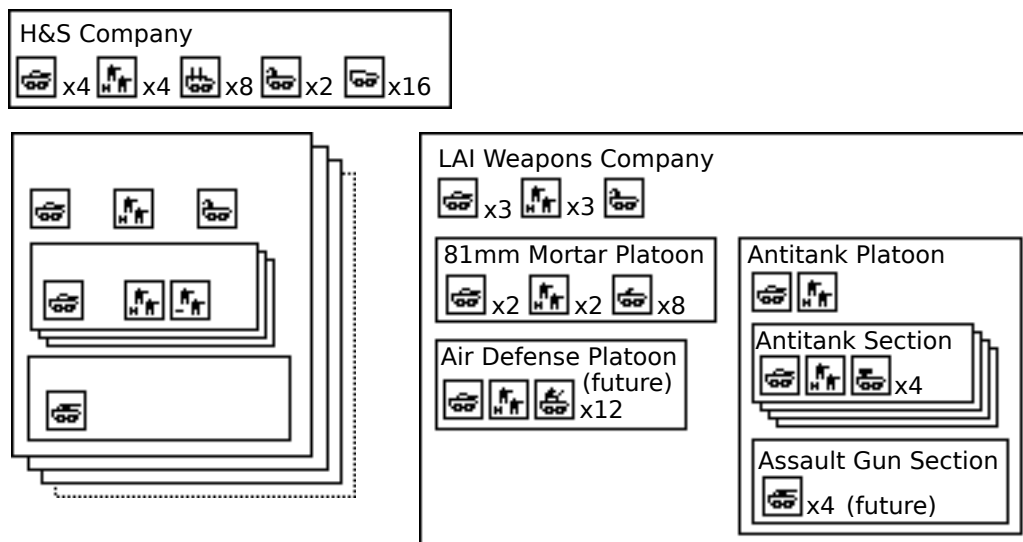 H&S Company
x4 x4 x8 x2 x16
LAI Weapons Company
x3 x3
81mm Mortar Platoon
x2 x2 x8
Air Defense Platoon
(future)
x12
Antitank Platoon
Antitank Section
x4
Assault Gun Section
x4 (future)